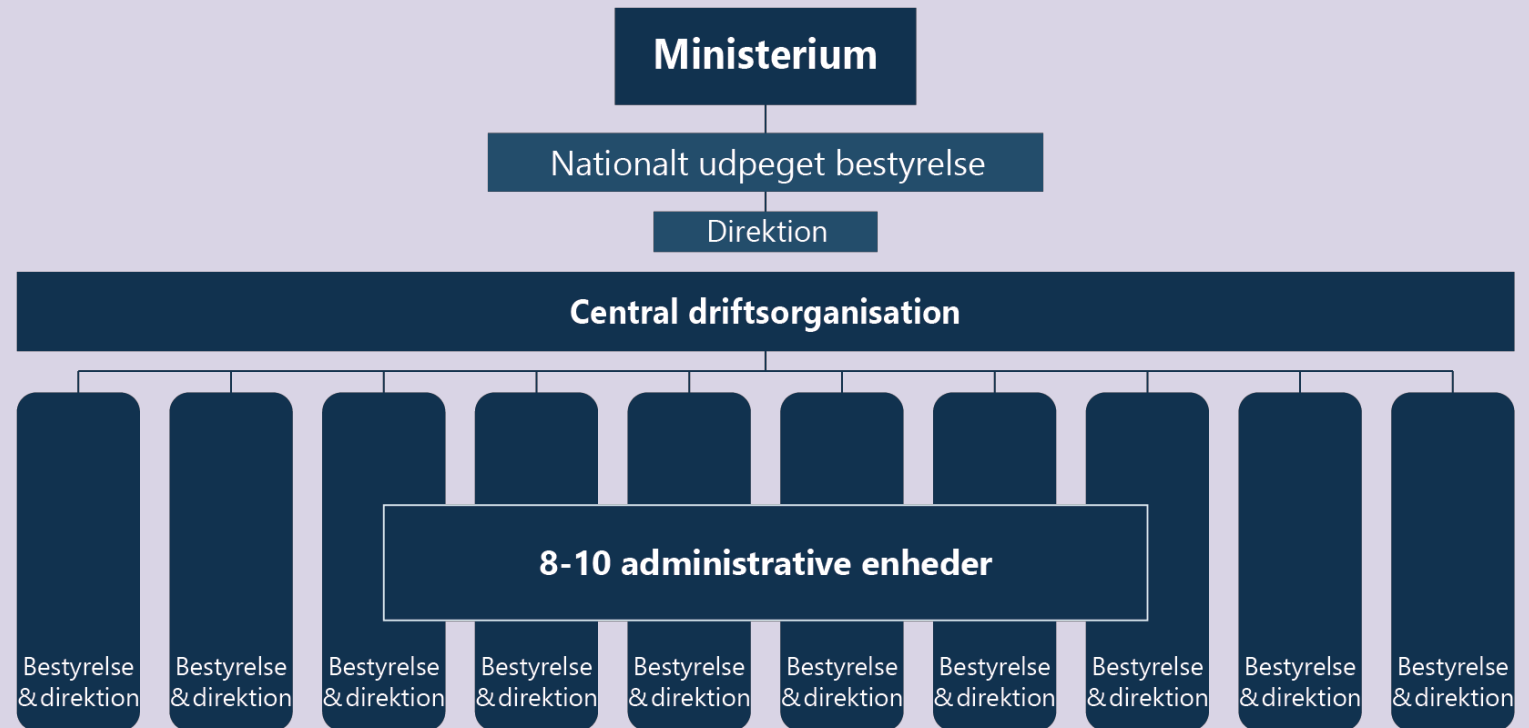 Ministerium
Nationalt udpeget bestyrelse
Direktion
Central driftsorganisation
8-10 administrative enheder
Bestyrelse
& direktion
Bestyrelse
& direktion
Bestyrelse
& direktion
Bestyrelse
& direktion
Bestyrelse
& direktion
Bestyrelse
& direktion
Bestyrelse
& direktion
Bestyrelse
& direktion
Bestyrelse
& direktion
Bestyrelse
& direktion